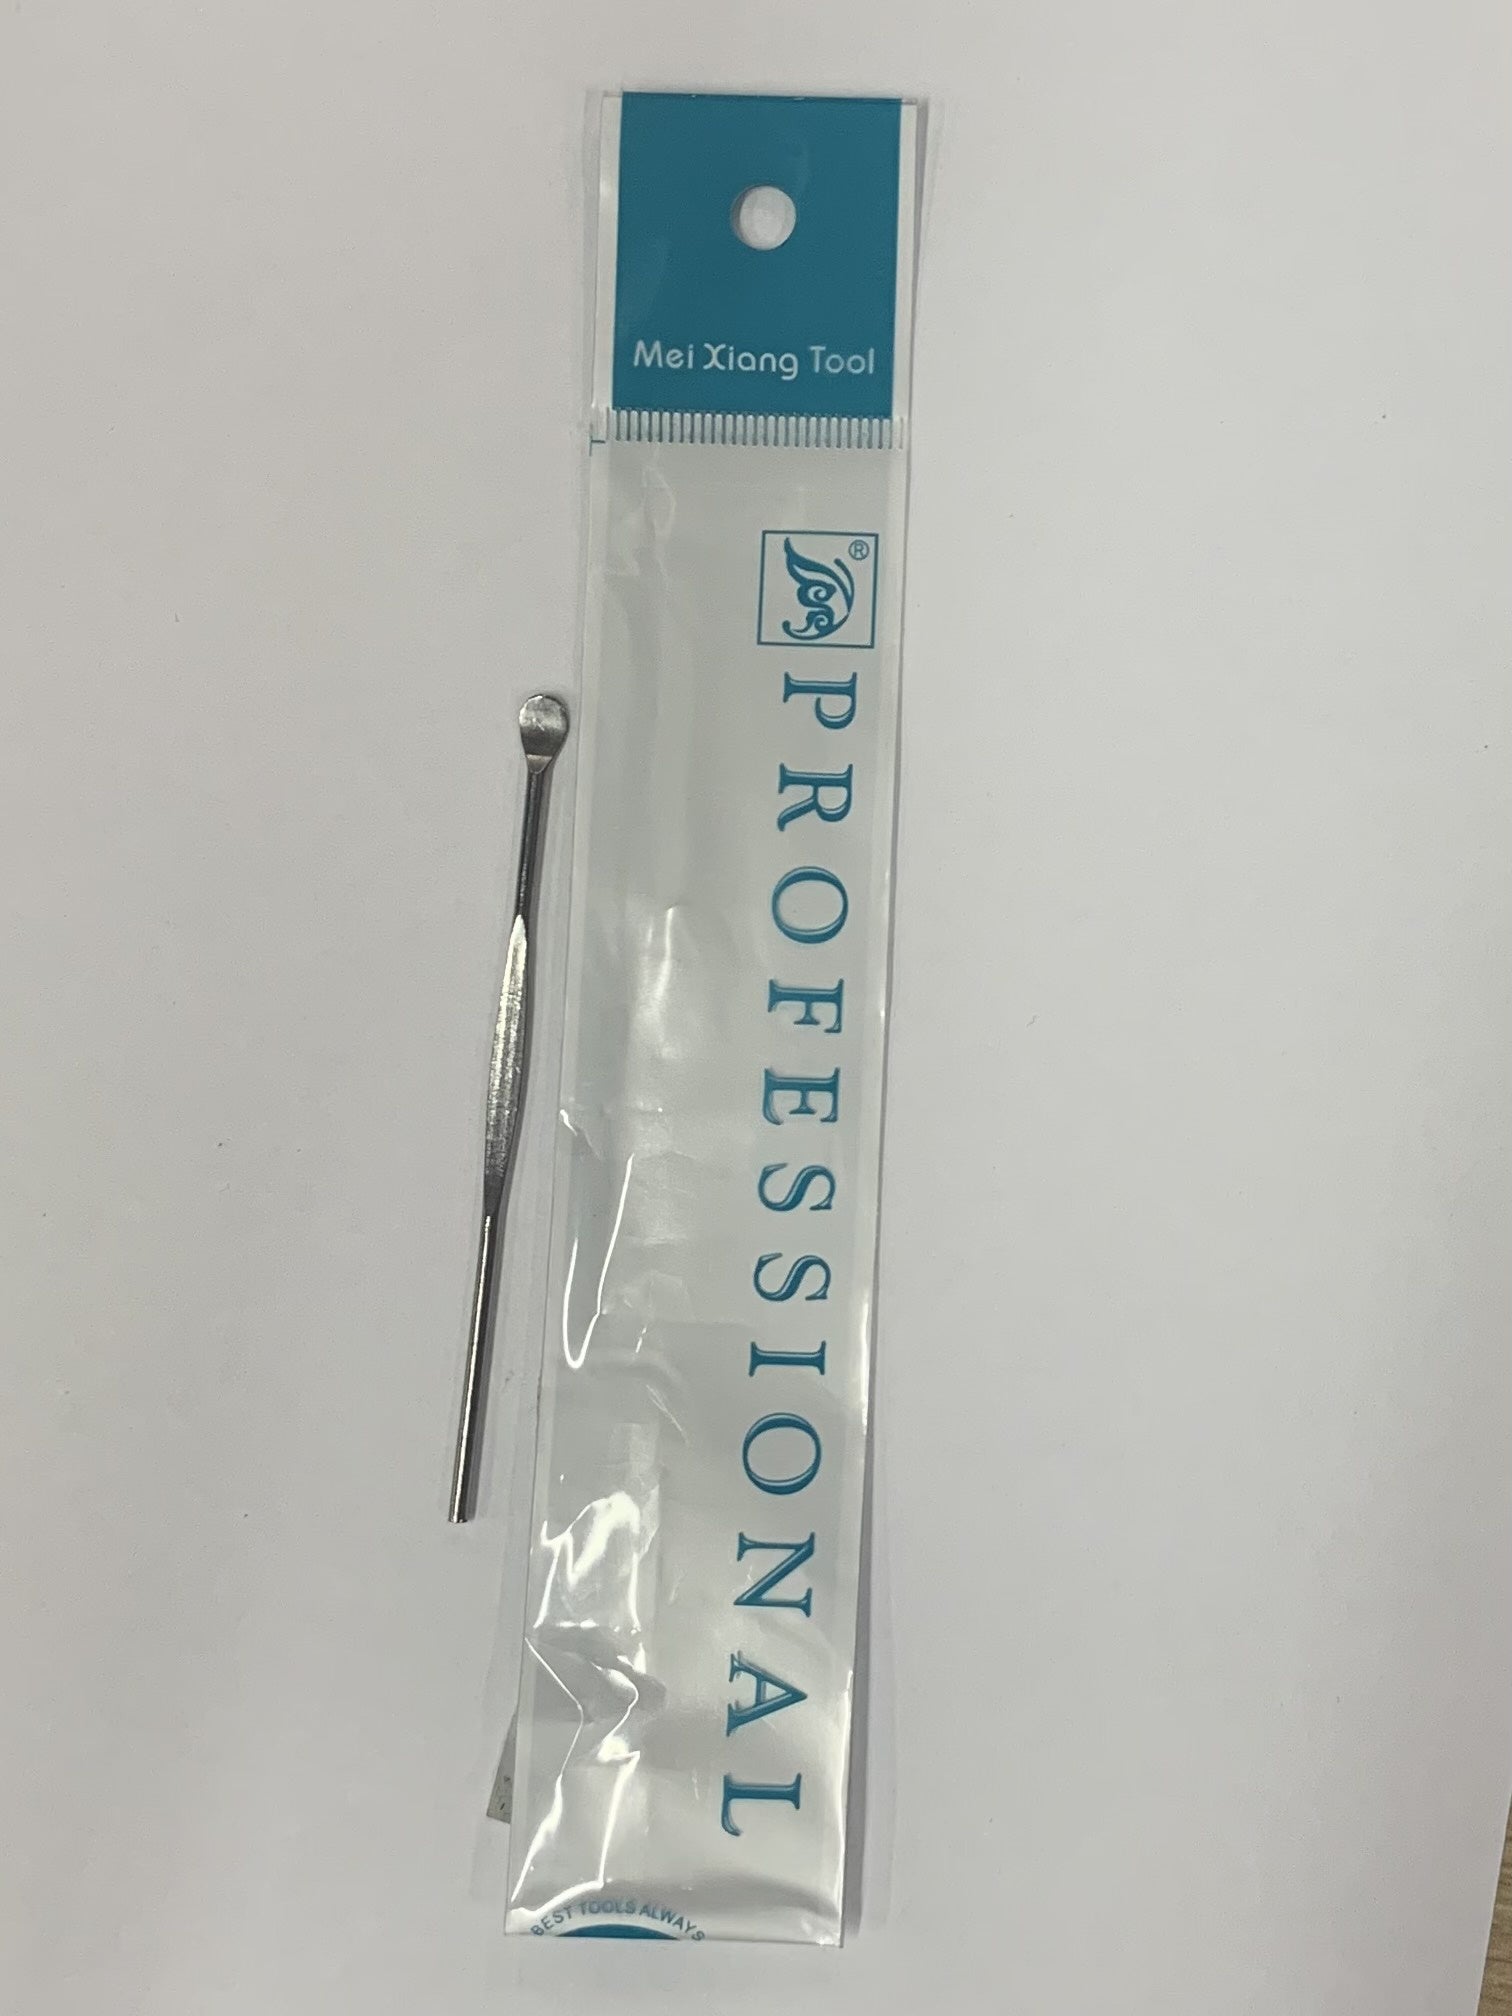 Mei Xiang Tool
®
PROFESSIONAL
BEST TOOLS ALWAYS